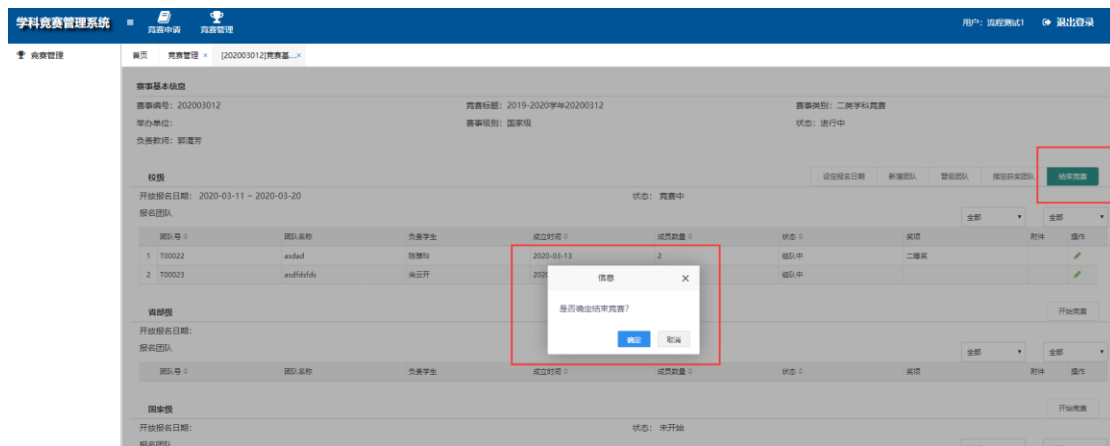 学科竞赛管理系统 竞赛申请 竞赛管理 用户：流程测试1 退出登录
竞赛管理 首页 竞赛管理 × [202003012]竞赛基...×
赛事基本信息
赛事编号：202003012 竞赛标题：2019-2020学年20200312 赛事类别：二类学科竞赛
举办单位： 赛事级别：国家级 状态：进行中
负责教师：
校级 设定报名日期 新增团队 晋级团队 指定获奖团队 结束竞赛
开放报名日期：2020-03-11 ~ 2020-03-20 状态：竞赛中
报名团队 全部 全部
团队号 团队名称 负责学生 成立时间 成员数量 状态 奖项 附件 操作
1 T00022 asdad 2020-03-13 2 组队中 二等奖
2 T00023 asdfdsfds 尚云开 202 组队中
信息 ×
是否确定结束竞赛？
确定 取消
省部级 开始竞赛
开放报名日期：
报名团队 全部 全部
团队号 团队名称 负责学生 成立时间 成员数量 状态 奖项 附件 操作
国家级 开始竞赛
开放报名日期： 状态：未开始
报名团队